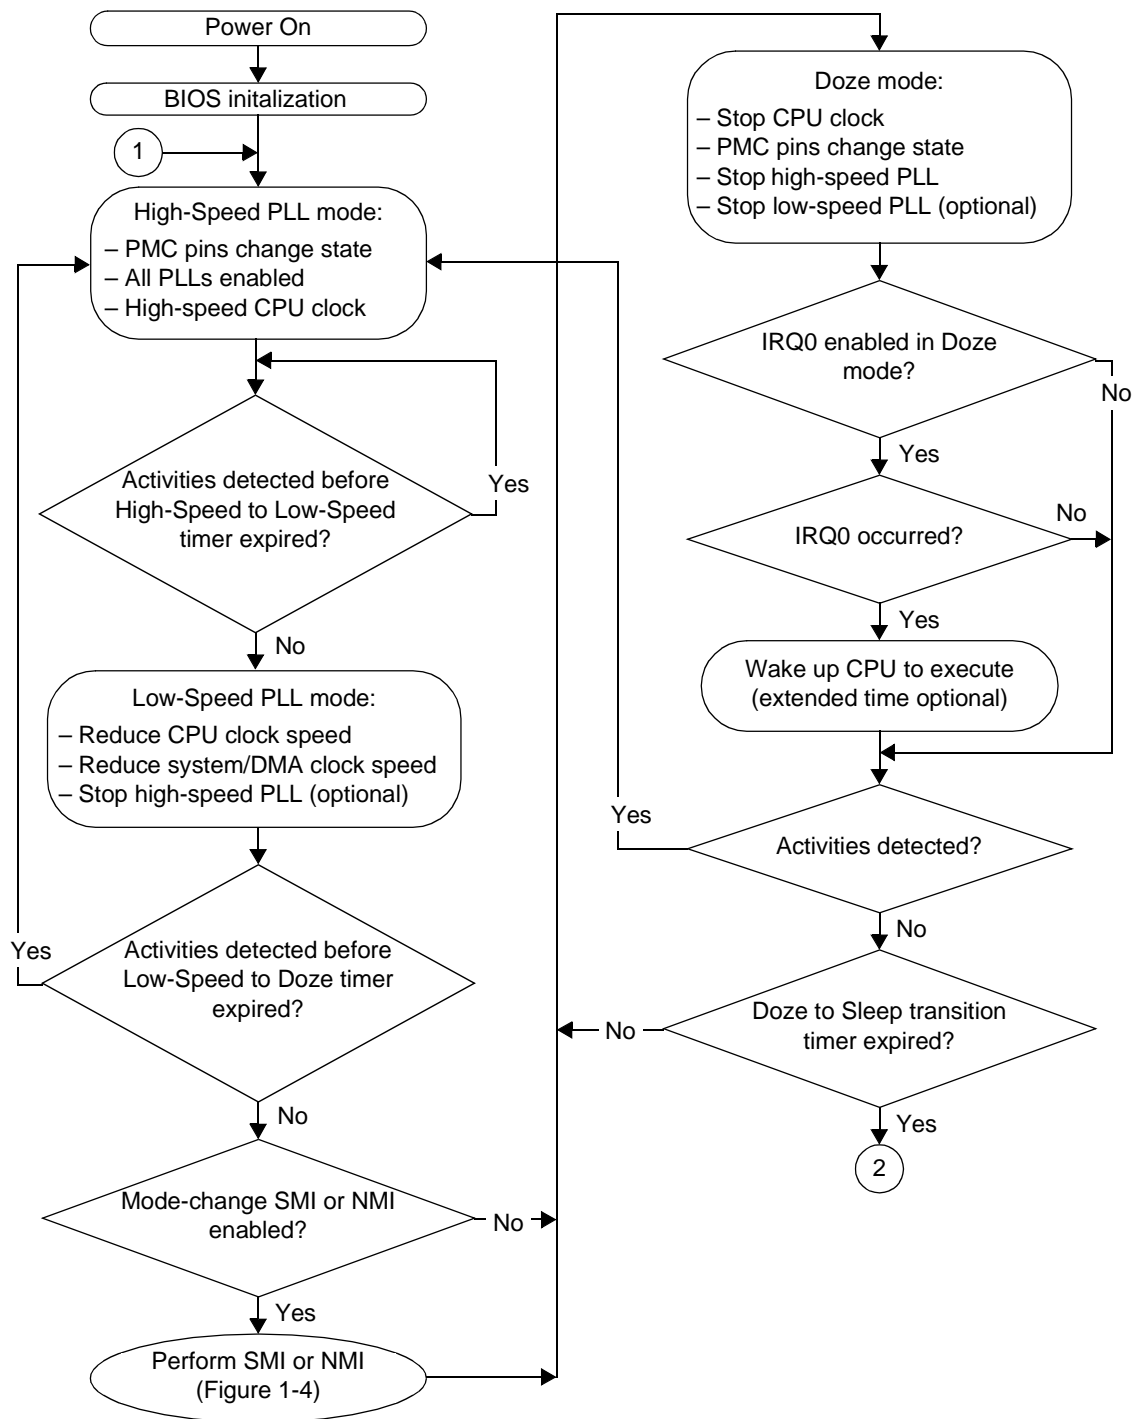 Power On
BIOS initalization
1
High-Speed PLL mode:
– PMC pins change state
– All PLLs enabled
– High-speed CPU clock
Activities detected before
High-Speed to Low-Speed
timer expired?
Yes
No
Low-Speed PLL mode:
– Reduce CPU clock speed
– Reduce system/DMA clock speed
– Stop high-speed PLL (optional)
Activities detected before
Low-Speed to Doze timer
expired?
Yes
No
Mode-change SMI or NMI
enabled?
No
Yes
Perform SMI or NMI
(Figure 1-4)
Doze mode:
– Stop CPU clock
– PMC pins change state
– Stop high-speed PLL
– Stop low-speed PLL (optional)
IRQ0 enabled in Doze
mode?
No
Yes
IRQ0 occurred?
No
Yes
Wake up CPU to execute
(extended time optional)
Activities detected?
Yes
No
Doze to Sleep transition
timer expired?
No
Yes
2